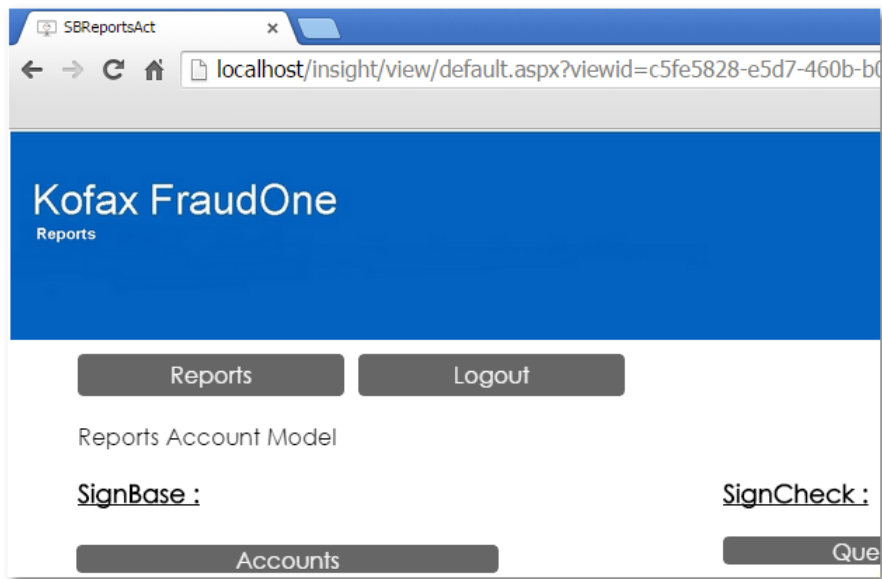 SBReportsAct
localhost/insight/view/default.aspx?viewid=c5fe5828-e5d7-460b-b
Kofax FraudOne
Reports
Reports Logout
Reports Account Model
SignBase : SignCheck :
Accounts Que